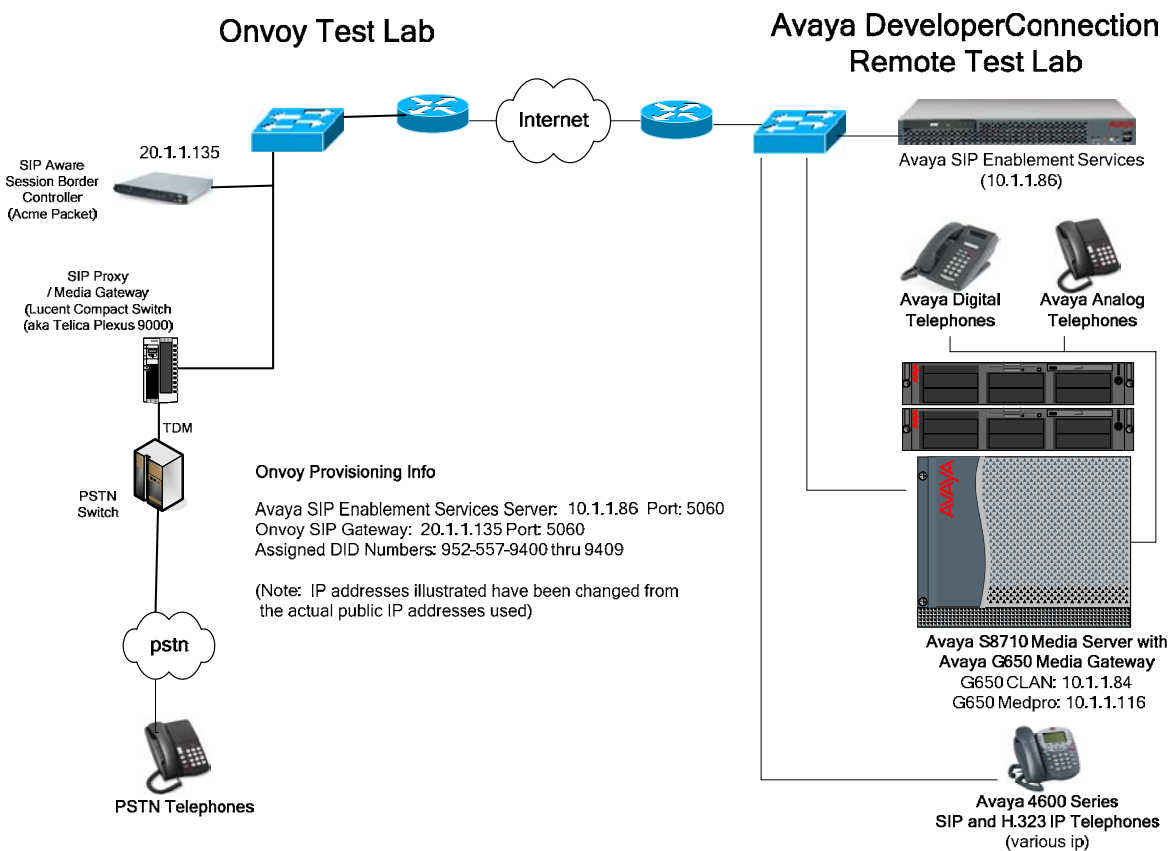 Onvoy Test Lab
Avaya DeveloperConnection
Remote Test Lab
Internet
20.1.1.135
SIP Aware
Session Border
Controller
(Acme Packet)
AVAYA
Avaya SIP Enablement Services
(10.1.1.86)
SIP Proxy
/ Media Gateway
(Lucent Compact Switch
(aka Telica Plexus 9000)
Avaya Digital
Telephones
Avaya Analog
Telephones
AVAYA
AVAYA
TDM
PSTN
Switch
Onvoy Provisioning Info
Avaya SIP Enablement Services Server: 10.1.1.86 Port: 5060
Onvoy SIP Gateway: 20.1.1.135 Port: 5060
Assigned DID Numbers: 952-557-9400 thru 9409
(Note: IP addresses illustrated have been changed from
the actual public IP addresses used)
AVAYA
pstn
Avaya S8710 Media Server with
Avaya G650 Media Gateway
G650 CLAN: 10.1.1.84
G650 Medpro: 10.1.1.116
PSTN Telephones
Avaya 4600 Series
SIP and H.323 IP Telephones
(various ip)